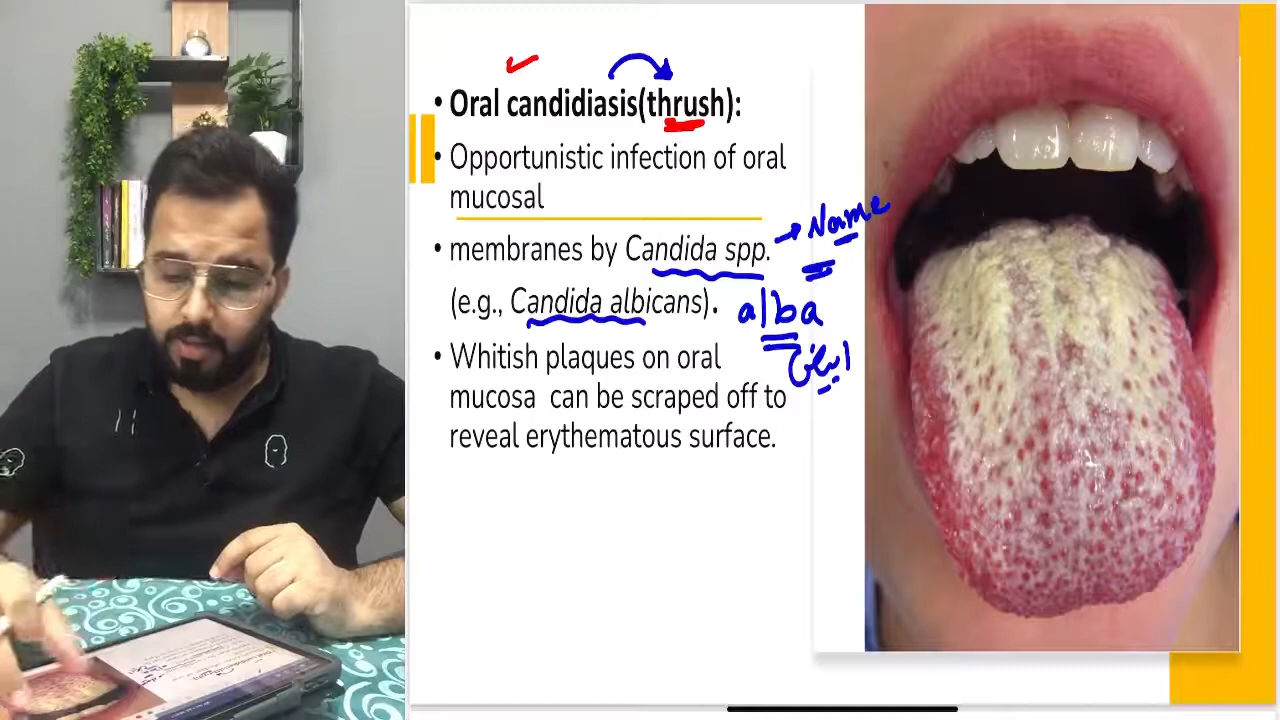 • Oral candidiasis(thrush):
• Opportunistic infection of oral
mucosal
• membranes by Candida spp.
→ Name
(e.g., Candida albicans).
alba
ابيض
• Whitish plaques on oral
mucosa can be scraped off to
reveal erythematous surface.